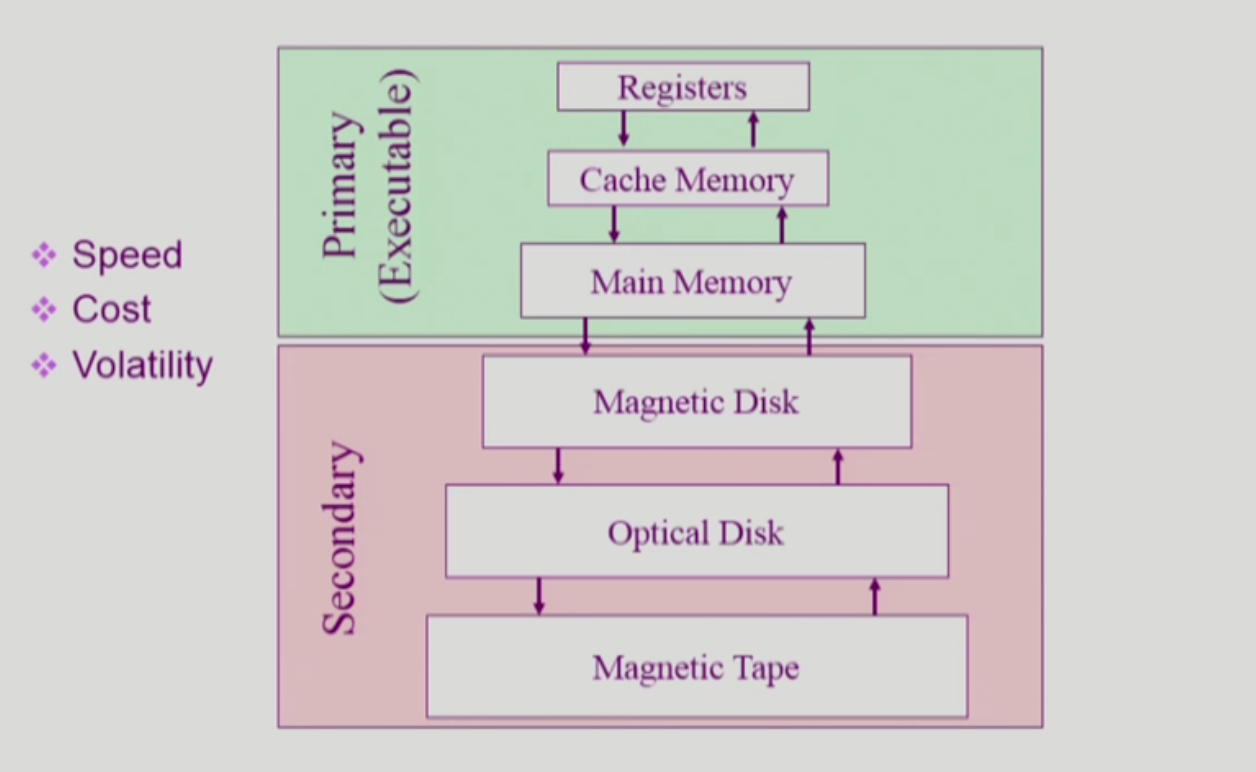 Speed
Cost
Volatility
Primary
(Executable)
Registers
Cache Memory
Main Memory
Secondary
Magnetic Disk
Optical Disk
Magnetic Tape